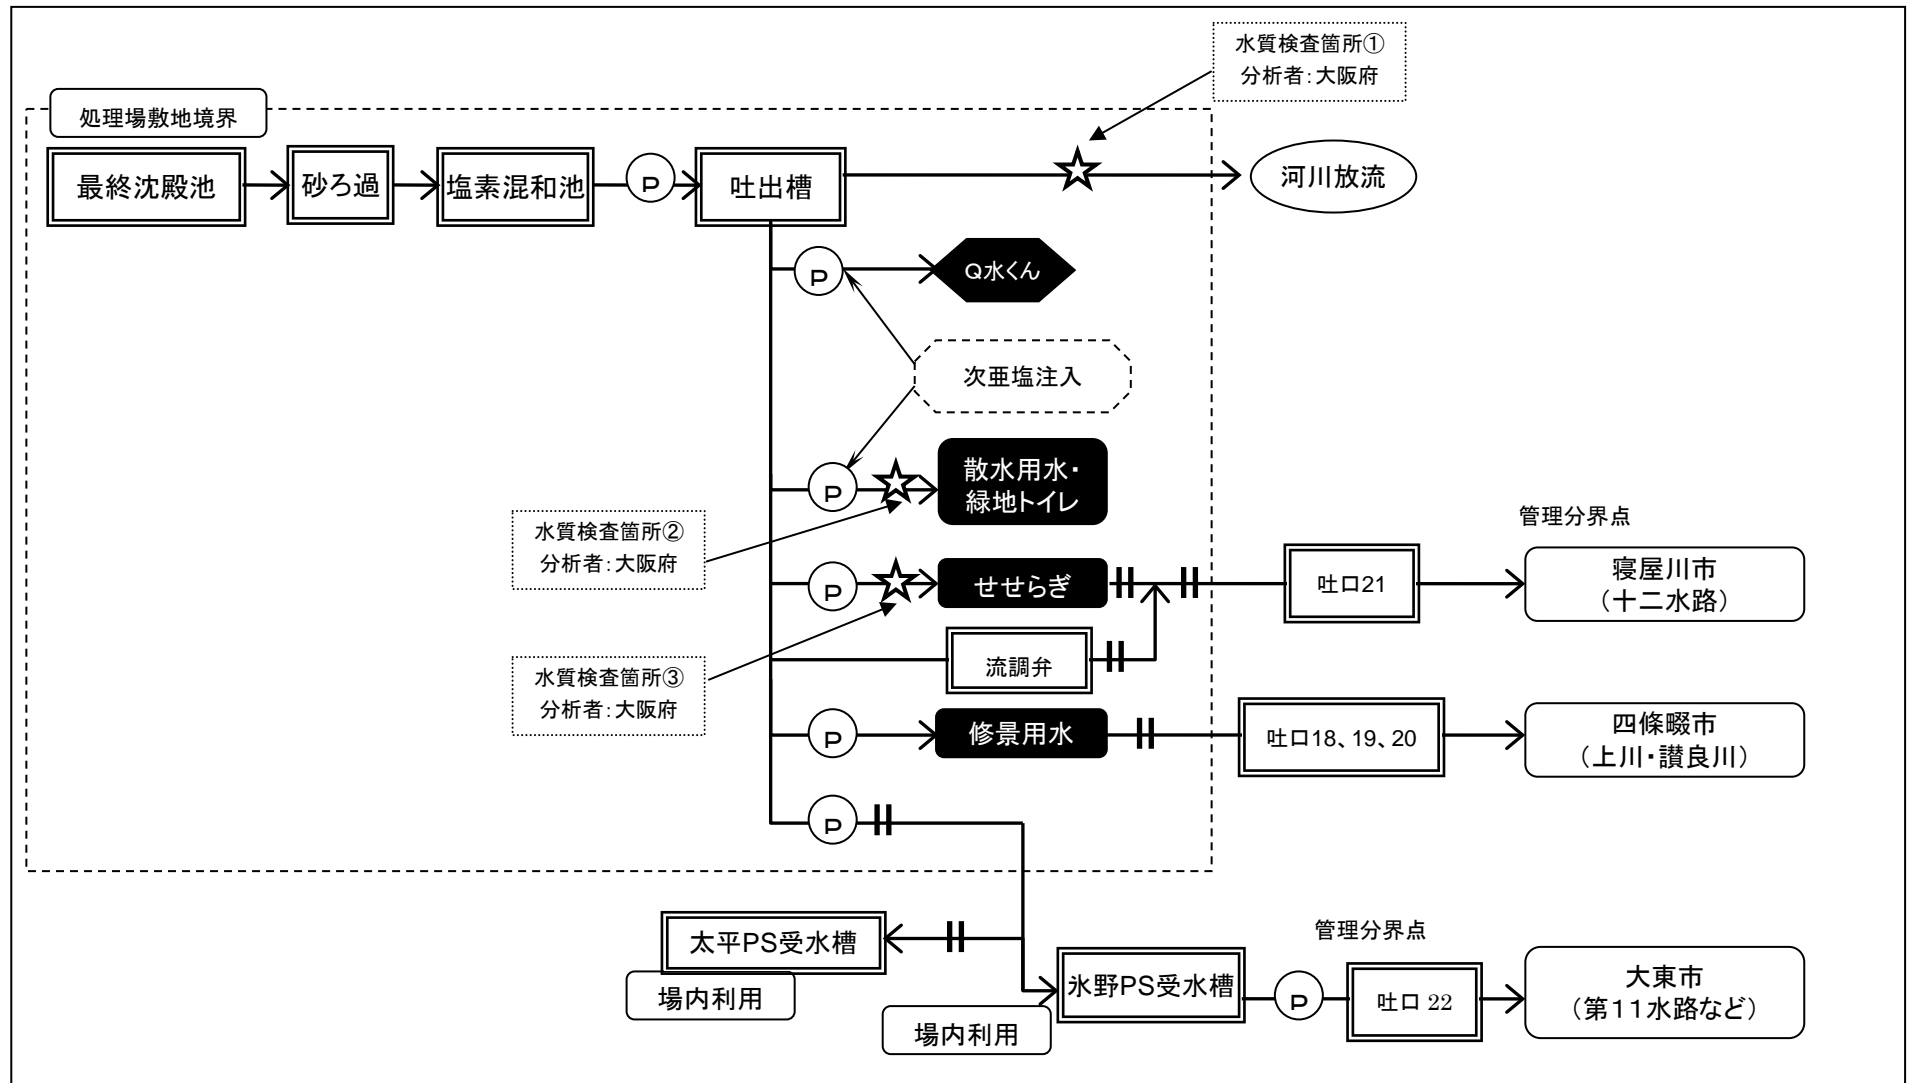 水質検査箇所①
分析者：大阪府
処理場敷地境界
最終沈殿池
砂ろ過
塩素混和池
P
吐出槽
河川放流
P
Q水くん
次亜塩注入
P
散水用水・
緑地トイレ
水質検査箇所②
分析者：大阪府
管理分界点
P
せせらぎ
吐口21
寝屋川市
（十二水路）
水質検査箇所③
分析者：大阪府
流調弁
P
修景用水
吐口18、19、20
四條畷市
（上川・讃良川）
P
太平PS受水槽
場内利用
氷野PS受水槽
場内利用
管理分界点
P
吐口 22
大東市
（第１１水路など）